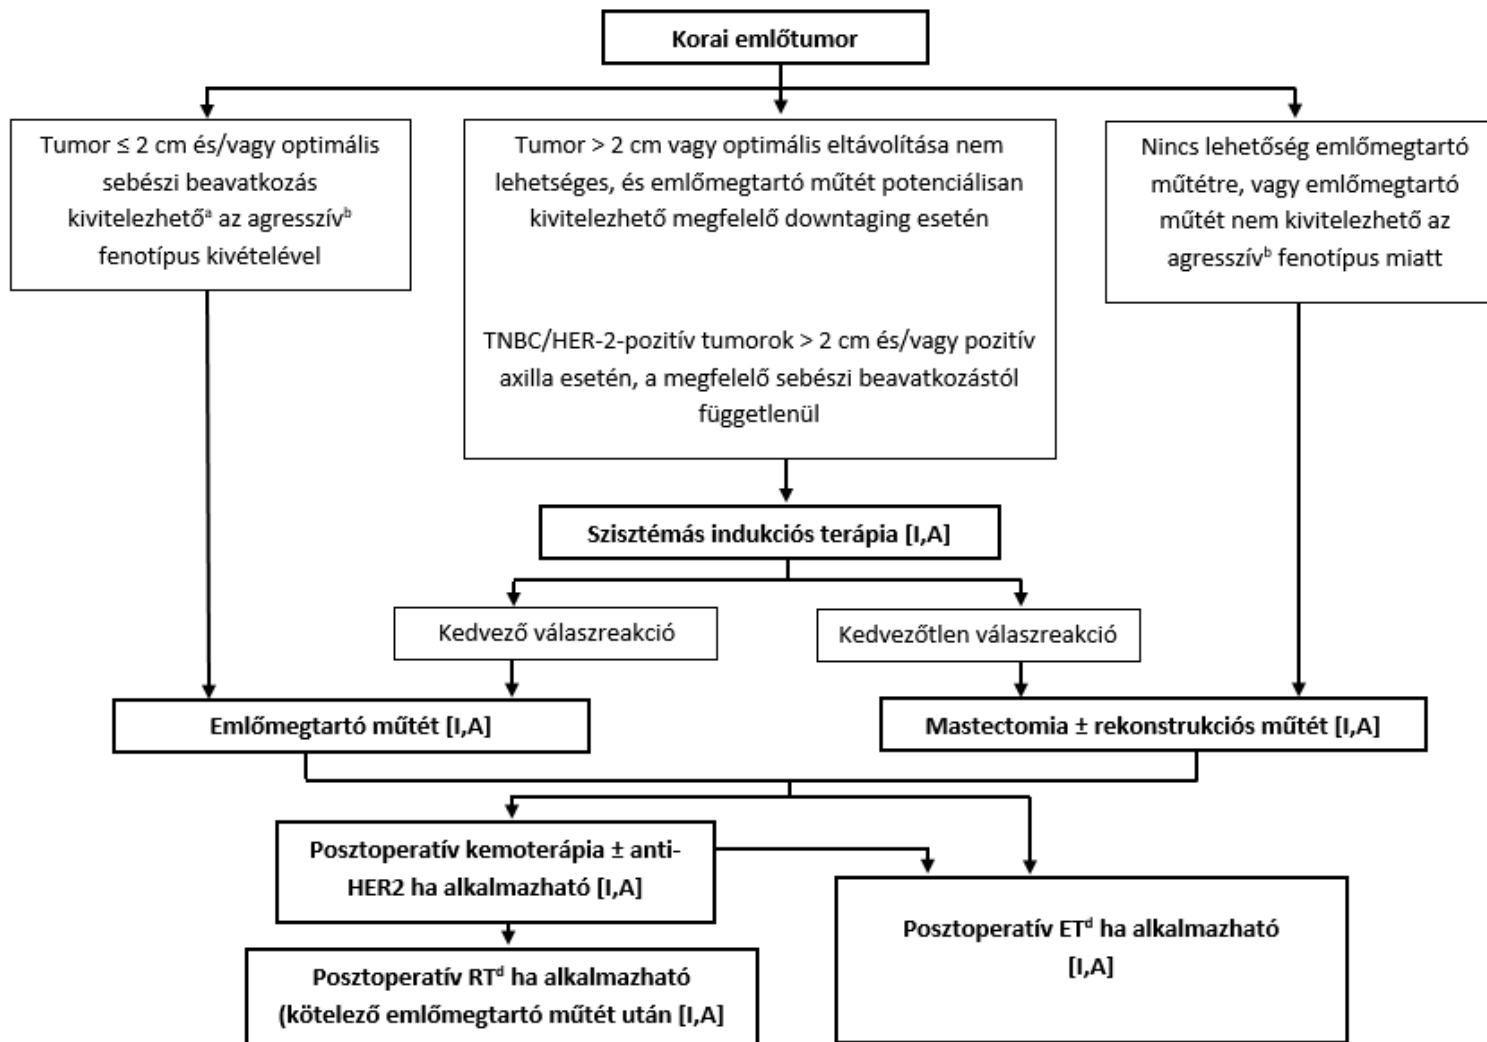 Korai emlőtumor
Tumor ≤ 2 cm és/vagy optimális
sebészi beavatkozás
kivitelezhetőᵃ az agresszívᵇ
fenotípus kivételével
Tumor > 2 cm vagy optimális eltávolítása nem
lehetséges, és emlőmegtartó műtét potenciálisan
kivitelezhető megfelelő downtaging esetén
TNBC/HER-2-pozitív tumorok > 2 cm és/vagy pozitív
axilla esetén, a megfelelő sebészi beavatkozástól
függetlenül
Nincs lehetőség emlőmegtartó
műtétre, vagy emlőmegtartó
műtét nem kivitelezhető az
agresszívᵇ fenotípus miatt
Szisztémás indukciós terápia [I,A]
Kedvező válaszreakció
Kedvezőtlen válaszreakció
Emlőmegtartó műtét [I,A]
Mastectomia ± rekonstrukciós műtét [I,A]
Posztoperatív kemoterápia ± anti-
HER2 ha alkalmazható [I,A]
Posztoperatív ETᵈ ha alkalmazható
[I,A]
Posztoperatív RTᵈ ha alkalmazható
(kötelező emlőmegtartó műtét után [I,A]